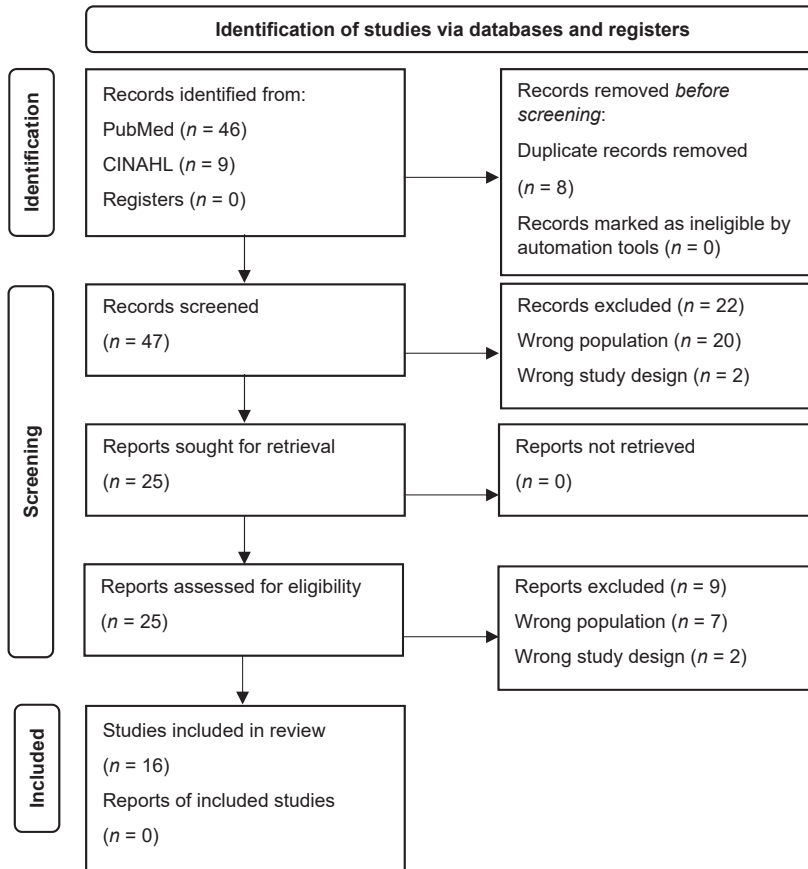 Identification of studies via databases and registers
Identification
Records identified from:
PubMed (n = 46)
CINAHL (n = 9)
Registers (n = 0)
Records removed before
screening:
Duplicate records removed
(n = 8)
Records marked as ineligible by
automation tools (n = 0)
Screening
Records screened
(n = 47)
Records excluded (n = 22)
Wrong population (n = 20)
Wrong study design (n = 2)
Reports sought for retrieval
(n = 25)
Reports not retrieved
(n = 0)
Reports assessed for eligibility
(n = 25)
Reports excluded (n = 9)
Wrong population (n = 7)
Wrong study design (n = 2)
Included
Studies included in review
(n = 16)
Reports of included studies
(n = 0)